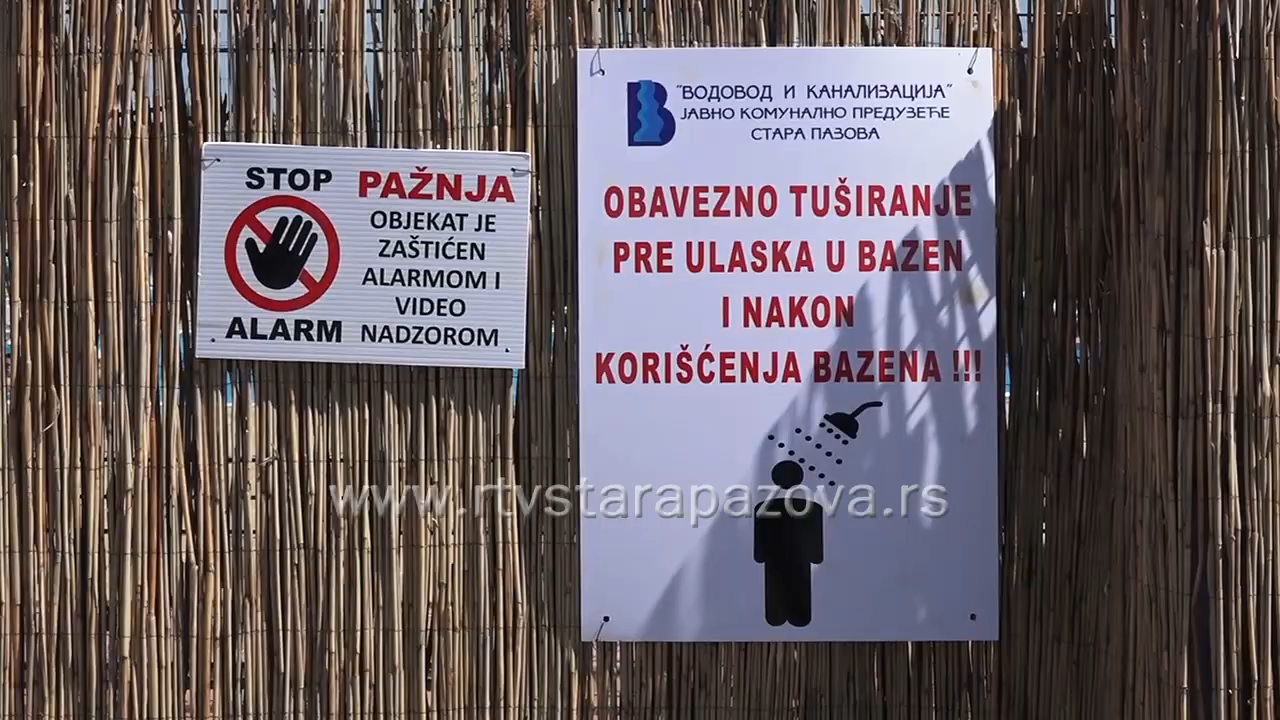 STOP
ALARM
PAŽNJA
OBJEKAT JE
ZAŠTIĆEN
ALARMOM I
VIDEO
NADZOROM
"ВОДОВОД И КАНАЛИЗАЦИЈА"
ЈАВНО КОМУНАЛНО ПРЕДУЗЕЋЕ
СТАРА ПАЗОВА
OBAVEZNO TUŠIRANJE
PRE ULASKA U BAZEN
I NAKON
KORIŠĆENJA BAZENA !!!
www.rtvstarapazova.rs